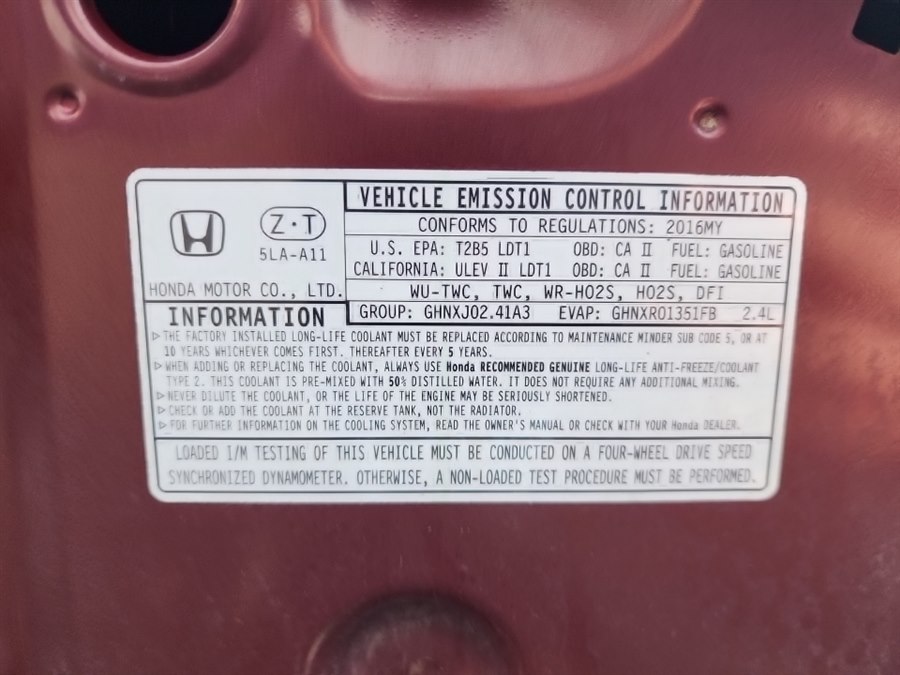 VEHICLE EMISSION CONTROL INFORMATION
Z·T
CONFORMS TO REGULATIONS: 2016MY
5LA-A11
U.S. EPA: T2B5 LDT1 OBD: CA II FUEL: GASOLINE
CALIFORNIA: ULEV II LDT1 OBD: CA II FUEL: GASOLINE
HONDA MOTOR CO., LTD.
WU-TWC, TWC, WR-HO2S, HO2S, DFI
INFORMATION
GROUP: GHNXJ02.41A3 EVAP: GHNXR01351FB 2.4L
▷THE FACTORY INSTALLED LONG-LIFE COOLANT MUST BE REPLACED ACCORDING TO MAINTENANCE MINDER SUB CODE 5, OR AT
10 YEARS WHICHEVER COMES FIRST. THEREAFTER EVERY 5 YEARS.
▷WHEN ADDING OR REPLACING THE COOLANT, ALWAYS USE Honda RECOMMENDED GENUINE LONG-LIFE ANTI-FREEZE/COOLANT
TYPE 2. THIS COOLANT IS PRE-MIXED WITH 50% DISTILLED WATER. IT DOES NOT REQUIRE ANY ADDITIONAL MIXING.
▷NEVER DILUTE THE COOLANT, OR THE LIFE OF THE ENGINE MAY BE SERIOUSLY SHORTENED.
▷CHECK OR ADD THE COOLANT AT THE RESERVE TANK, NOT THE RADIATOR.
▷FOR FURTHER INFORMATION ON THE COOLING SYSTEM, READ THE OWNER'S MANUAL OR CHECK WITH YOUR Honda DEALER.
LOADED I/M TESTING OF THIS VEHICLE MUST BE CONDUCTED ON A FOUR-WHEEL DRIVE SPEED
SYNCHRONIZED DYNAMOMETER. OTHERWISE, A NON-LOADED TEST PROCEDURE MUST BE PERFORMED.